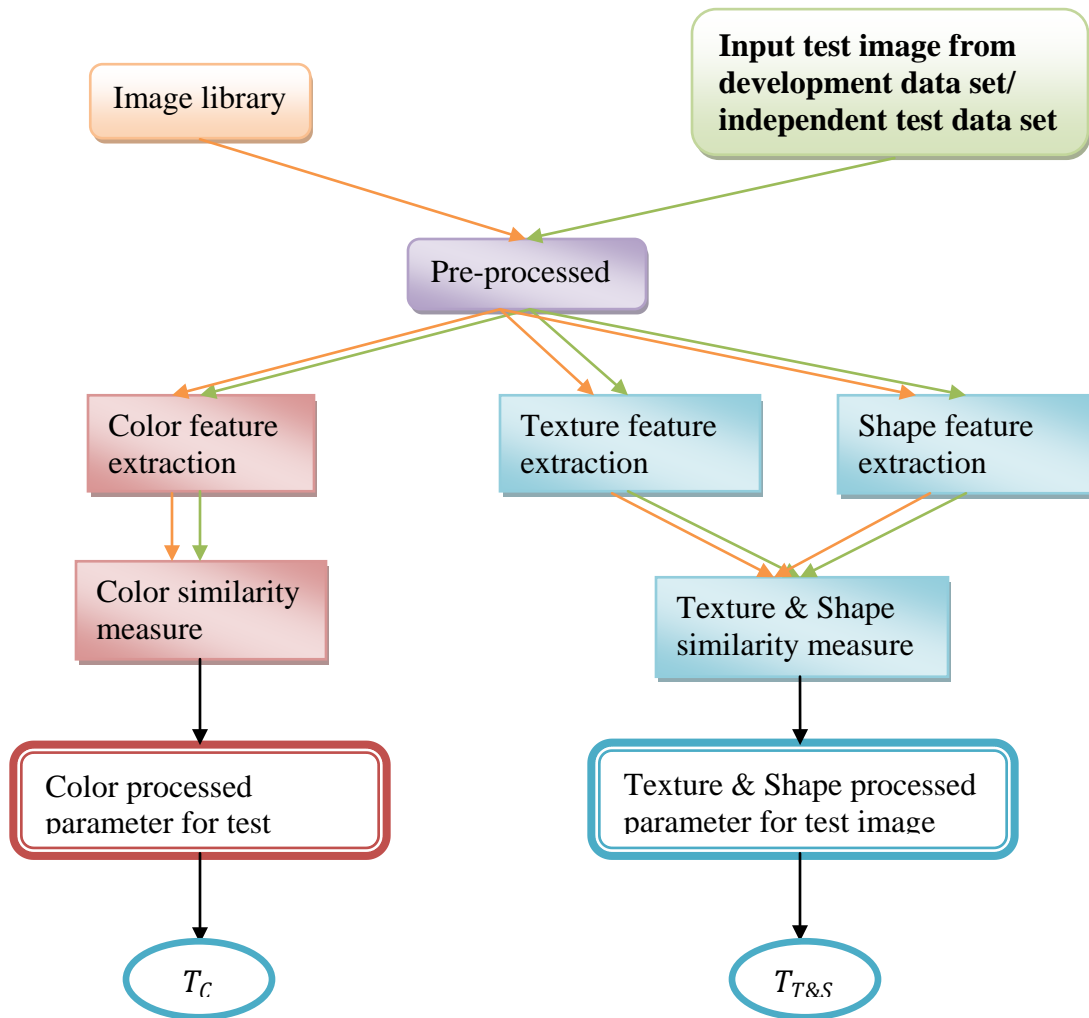 Image library
Input test image from
development data set/
independent test data set
Pre-processed
Color feature
extraction
Texture feature
extraction
Shape feature
extraction
Color similarity
measure
Texture & Shape
similarity measure
Color processed
parameter for test
Texture & Shape processed
parameter for test image
T_C
T_{T&S}